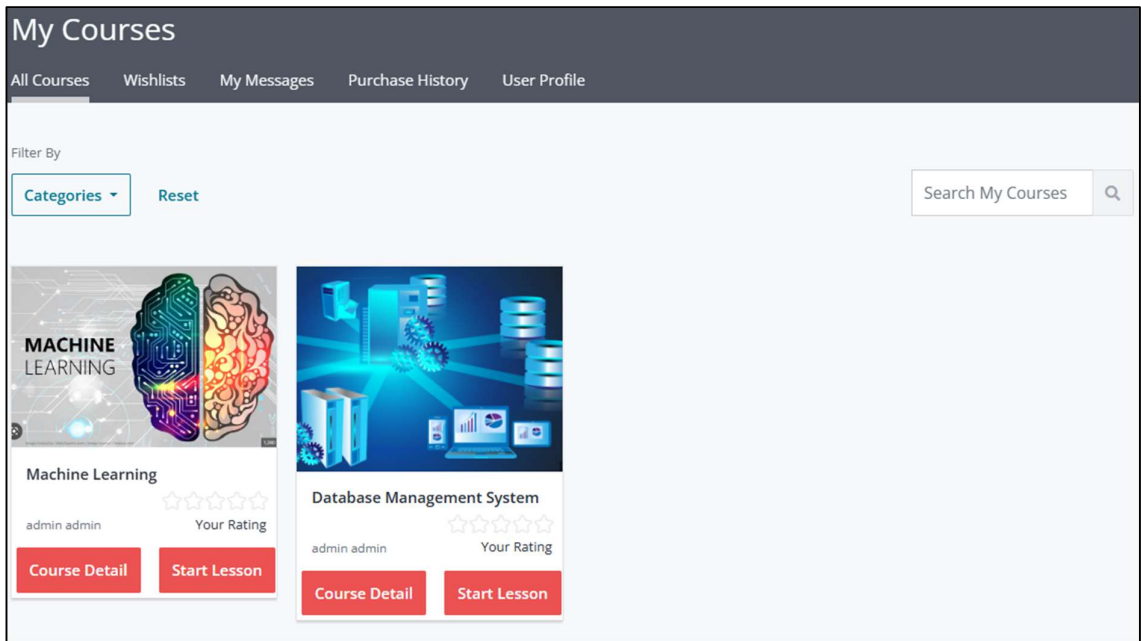 My Courses
All Courses Wishlists My Messages Purchase History User Profile
Filter By
Categories Reset
Search My Courses
MACHINE
LEARNING
Machine Learning
admin admin Your Rating
Course Detail Start Lesson
Database Management System
admin admin Your Rating
Course Detail Start Lesson